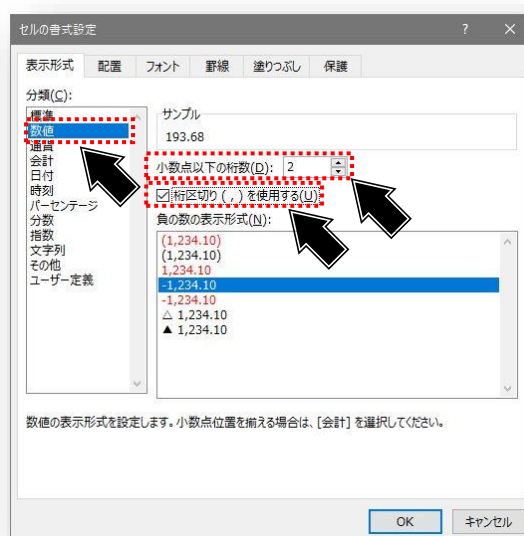 セルの書式設定
? ×
表示形式 配置 フォント 罫線 塗りつぶし 保護
分類(C):
標準
数値
通貨
会計
日付
時刻
パーセンテージ
分数
指数
文字列
その他
ユーザー定義
サンプル
193.68
小数点以下の桁数(D): 2
桁区切り ( , ) を使用する(U)
負の数の表示形式(N):
(1,234.10)
(1,234.10)
1,234.10
-1,234.10
-1,234.10
△ 1,234.10
▲ 1,234.10
数値の表示形式を設定します。小数点位置を揃える場合は、[会計] を選択してください。
OK キャンセル